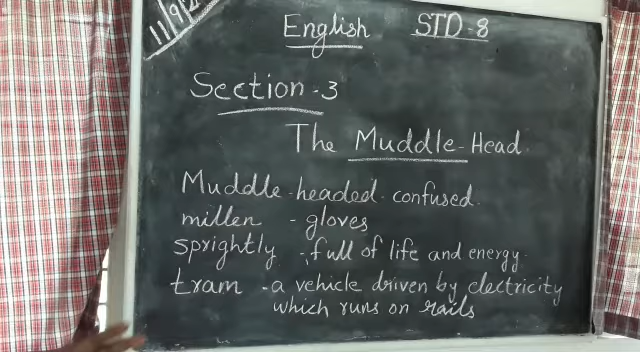 11/9/
English STD-8
Section-3
The Muddle-Head.
Muddle-headed - confused.
millen - gloves
sprightly - full of life and energy.
tram - a vehicle driven by electricity
which runs on rails